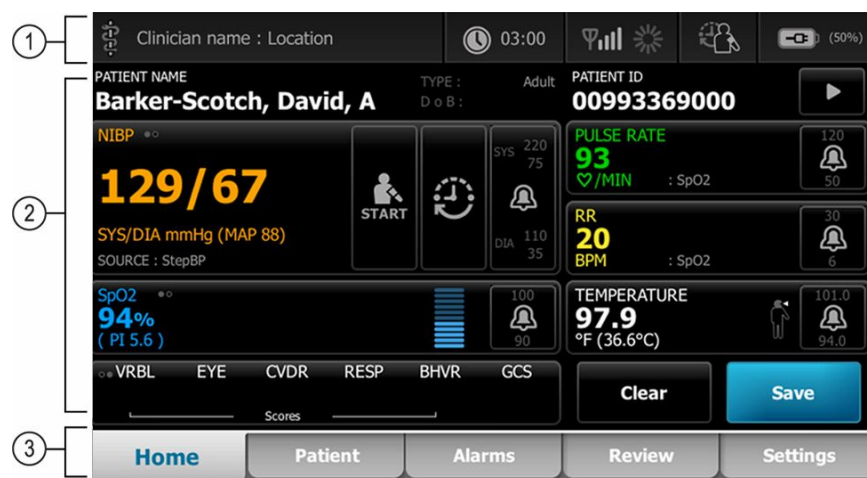 1
Clinician name : Location
03:00
(50%)
2
PATIENT NAME
TYPE : Adult
PATIENT ID
Barker-Scotch, David, A
D o B :
00993369000
NIBP
129/67
SYS/DIA mmHg (MAP 88)
SOURCE : StepBP
START
SYS 220
75
DIA 110
35
PULSE RATE
93
/MIN : SpO2
120
50
RR
20
BPM : SpO2
30
6
SpO2
94%
( PI 5.6 )
100
90
TEMPERATURE
97.9
°F (36.6°C)
101.0
94.0
VRBL EYE CVDR RESP BHVR GCS
Scores
Clear
Save
3
Home Patient Alarms Review Settings